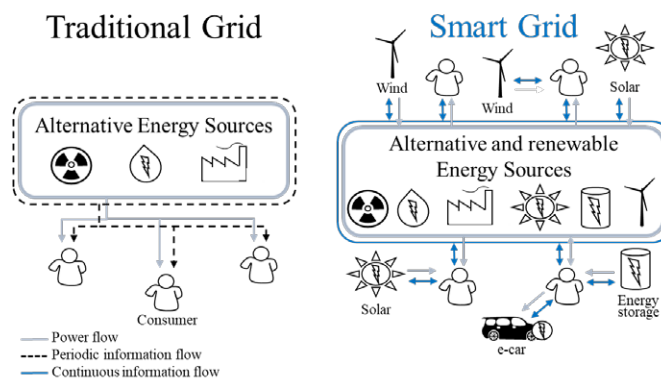 Traditional Grid
Alternative Energy Sources
Consumer
Power flow
Periodic information flow
Continuous information flow
Smart Grid
Wind
Wind
Solar
Alternative and renewable
Energy Sources
Solar
Energy
storage
e-car